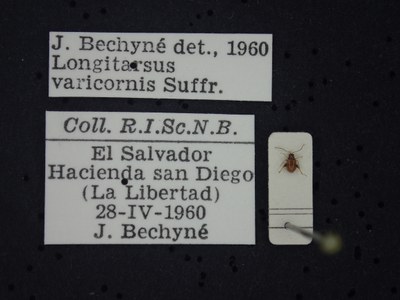 J. Bechyné det., 1960
Longitarsus
varicornis Suffr.
Coll. R.I.Sc.N.B.
El Salvador
Hacienda san Diego
(La Libertad)
28-IV-1960
J. Bechyné